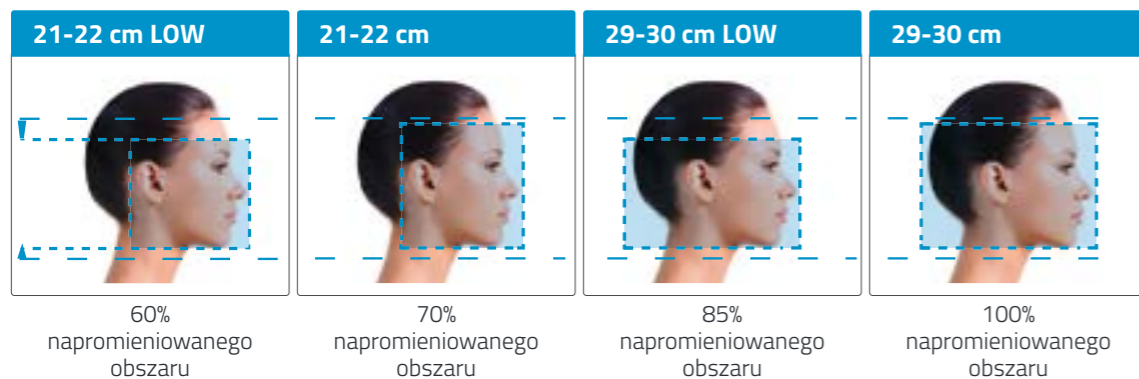 21-22 cm LOW
21-22 cm
29-30 cm LOW
29-30 cm
60%
napromieniowanego
obszaru
70%
napromieniowanego
obszaru
85%
napromieniowanego
obszaru
100%
napromieniowanego
obszaru